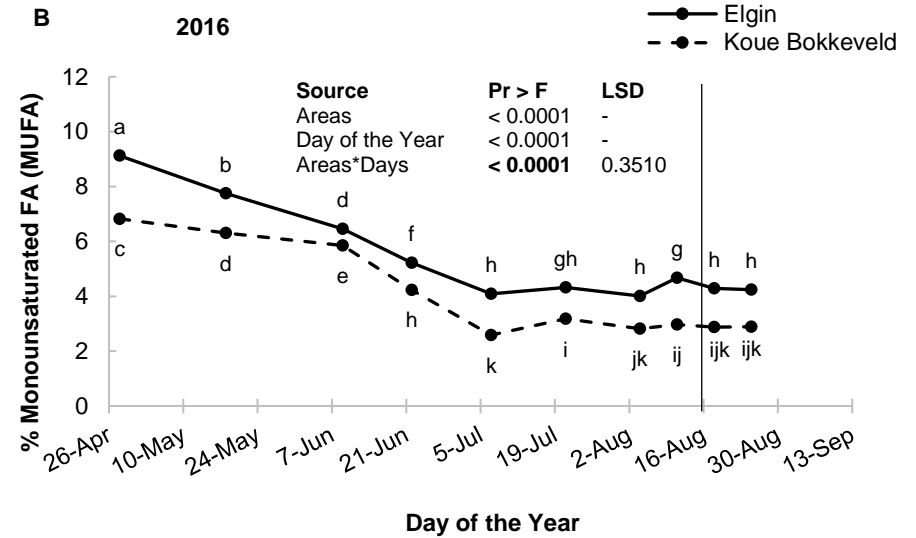 B
2016
Elgin
Koue Bokkeveld
% Monounsaturated FA (MUFA)
12
10
8
6
4
2
0
Source Pr > F LSD
Areas < 0.0001 -
Day of the Year < 0.0001 -
Areas*Days < 0.0001 0.3510
a
b
d
f
h
gh
h
g
h
h
c
d
e
h
k
i
jk
ij
ijk
ijk
26-Apr
10-May
24-May
7-Jun
21-Jun
5-Jul
19-Jul
2-Aug
16-Aug
30-Aug
13-Sep
Day of the Year